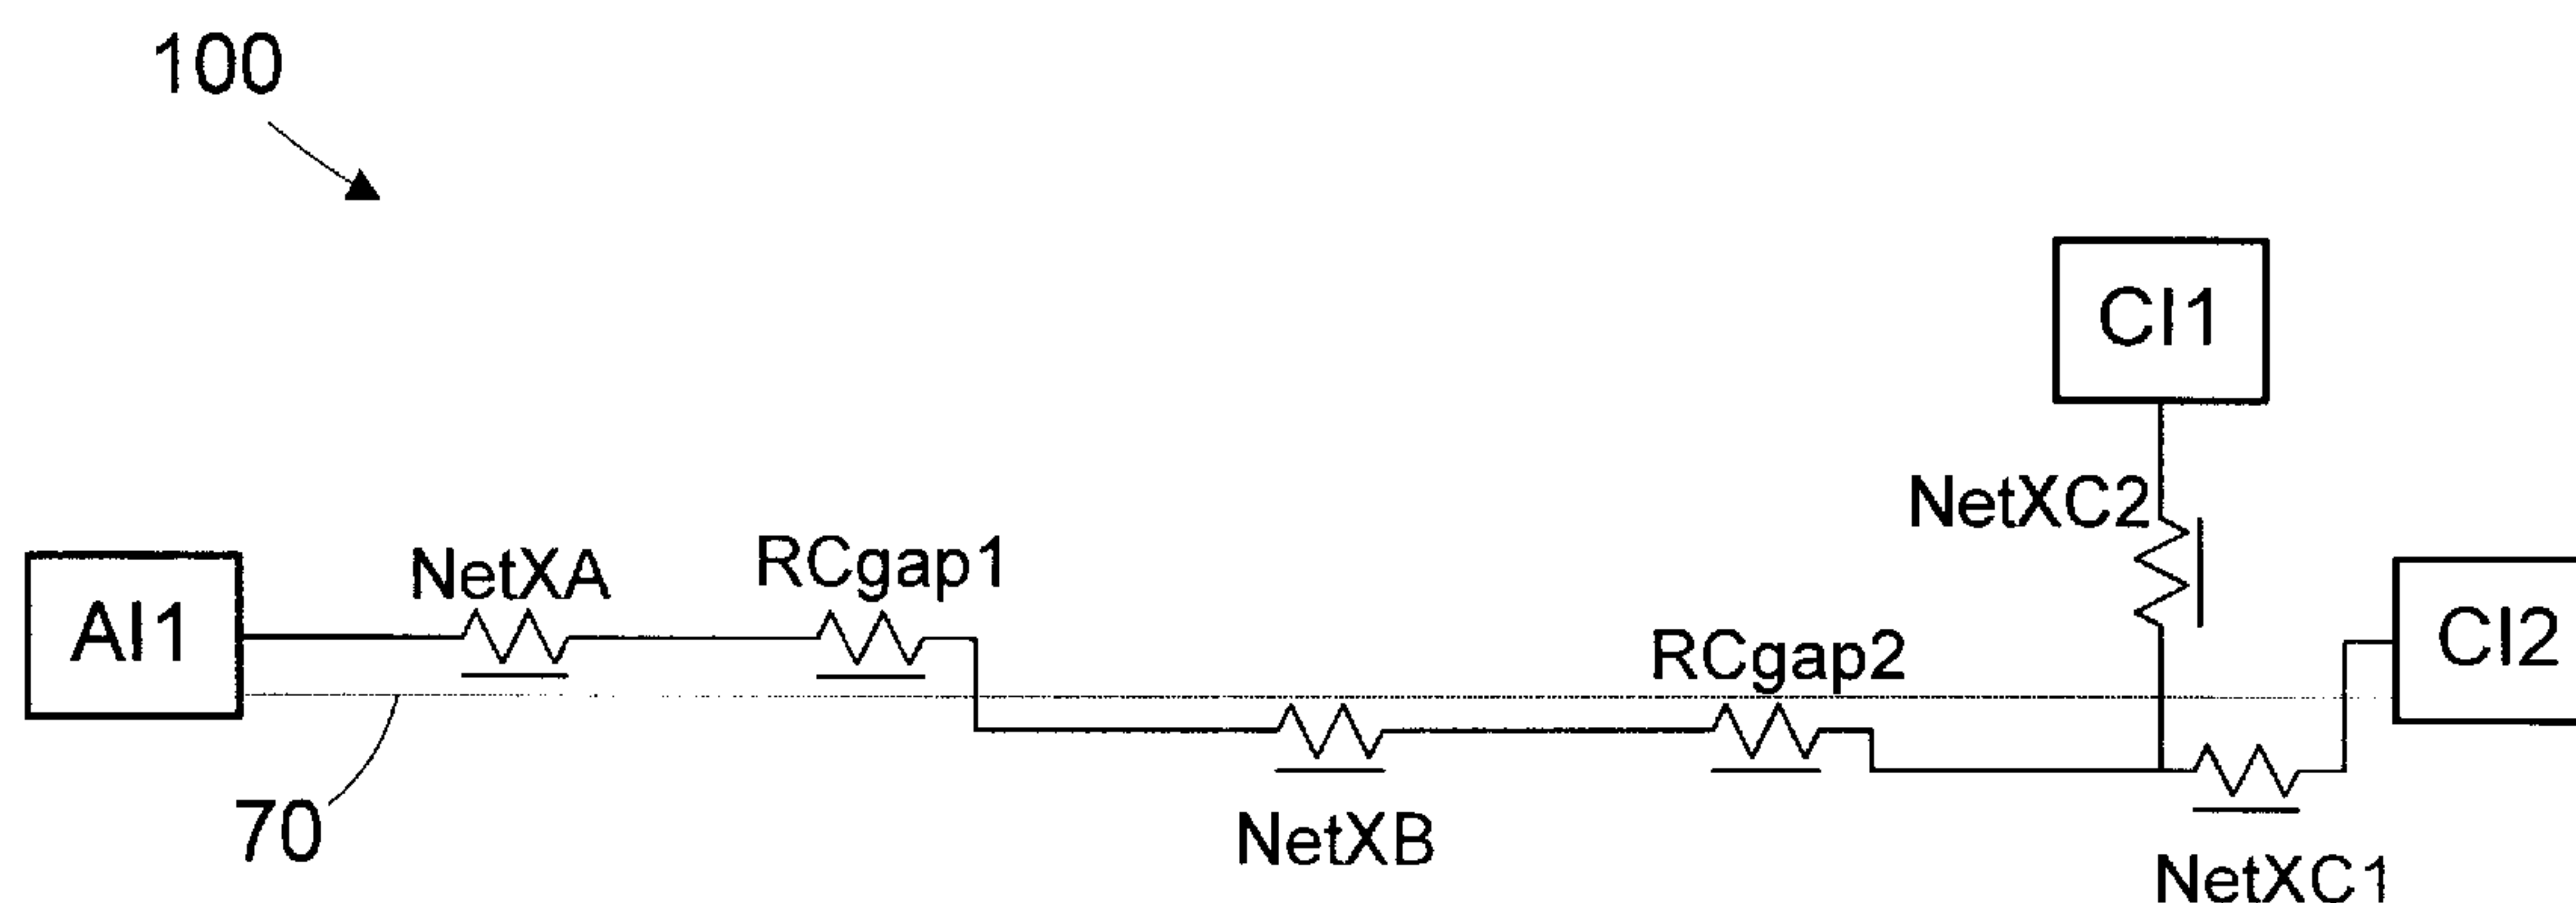 100
CI1
NetXC2
AI1
NetXA
RCgap1
RCgap2
CI2
70
NetXB
NetXC1